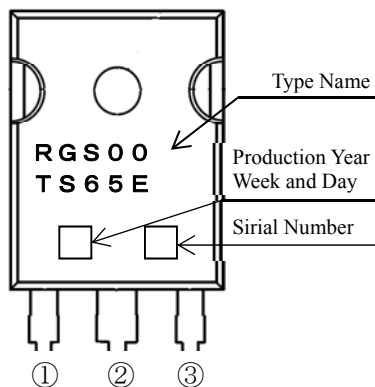 Type Name
RGS00
TS65E
Production Year
Week and Day
Sirial Number
① ② ③